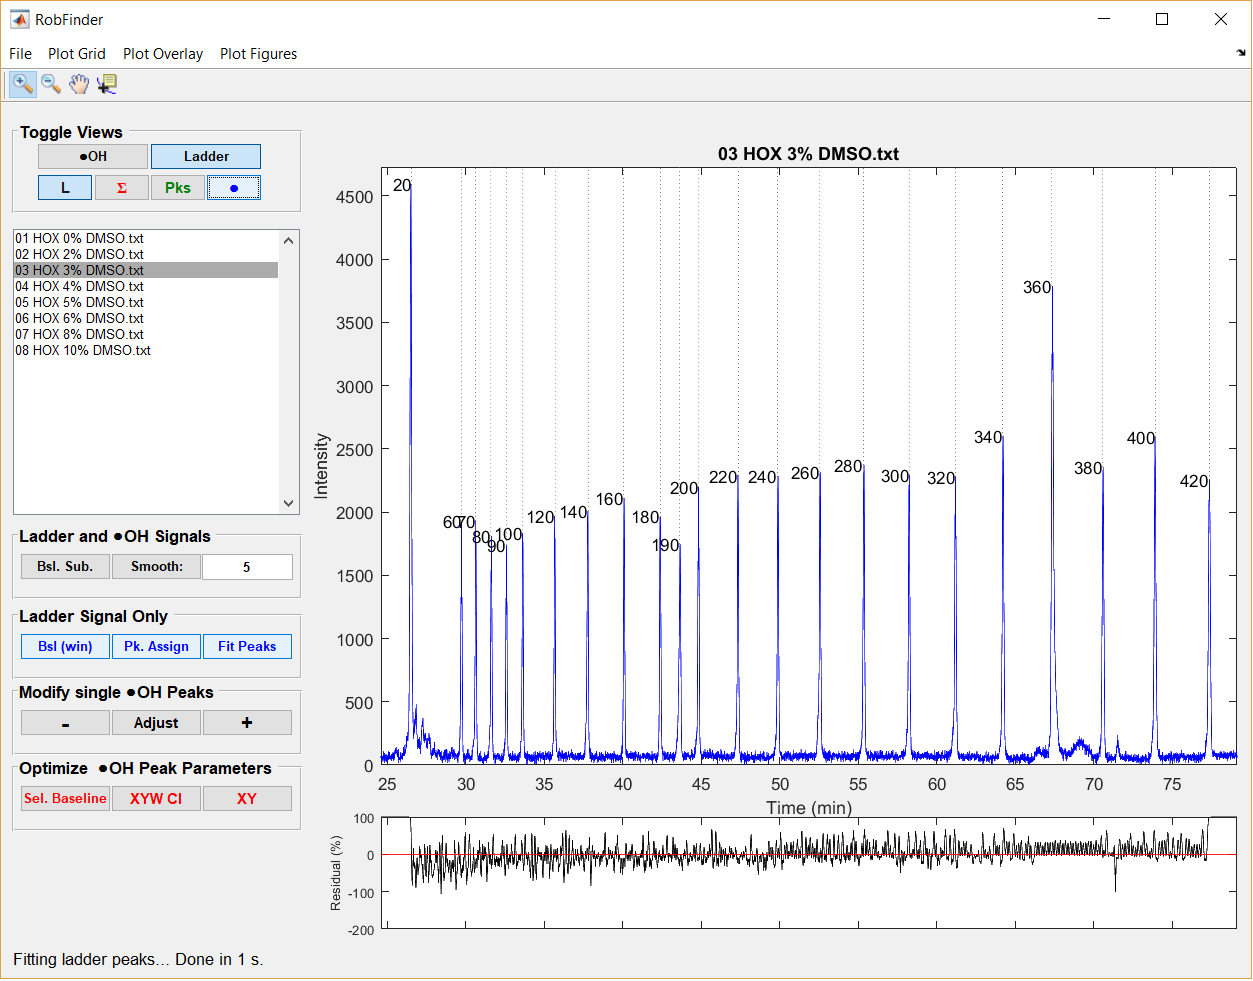 RobFinder
File Plot Grid Plot Overlay Plot Figures
Toggle Views
●OH Ladder
L Σ Pks ●
01 HOX 0% DMSO.txt
02 HOX 2% DMSO.txt
03 HOX 3% DMSO.txt
04 HOX 4% DMSO.txt
05 HOX 5% DMSO.txt
06 HOX 6% DMSO.txt
07 HOX 8% DMSO.txt
08 HOX 10% DMSO.txt
Ladder and ●OH Signals
Bsl. Sub. Smooth: 5
Ladder Signal Only
Bsl (win) Pk. Assign Fit Peaks
Modify single ●OH Peaks
- Adjust +
Optimize ●OH Peak Parameters
Sel. Baseline XYW CI XY
Fitting ladder peaks... Done in 1 s.
03 HOX 3% DMSO.txt
Intensity
4500
4000
3500
3000
2500
2000
1500
1000
500
0
20 60 70 80 90 100 120 140 160 180 190 200 220 240 260 280 300 320 340 360 380 400 420
25 30 35 40 45 50 55 60 65 70 75
Time (min)
Residual (%)
100
0
-100
-200